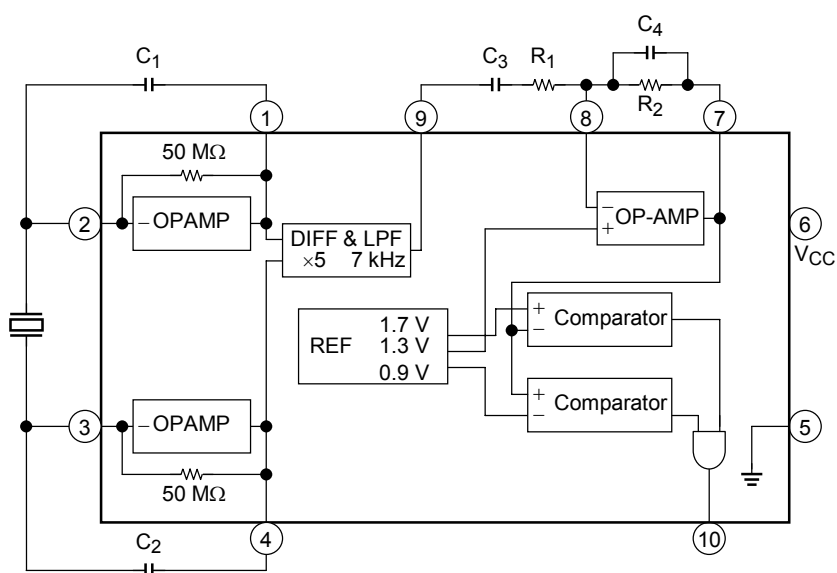 C4
C1
C3
R1
R2
1
9
8
7
50 MΩ
2
− OPAMP
DIFF & LPF
×5 7 kHz
−
+
OP-AMP
6
VCC
REF
1.7 V
1.3 V
0.9 V
+
−
Comparator
+
−
Comparator
3
− OPAMP
5
50 MΩ
4
10
C2